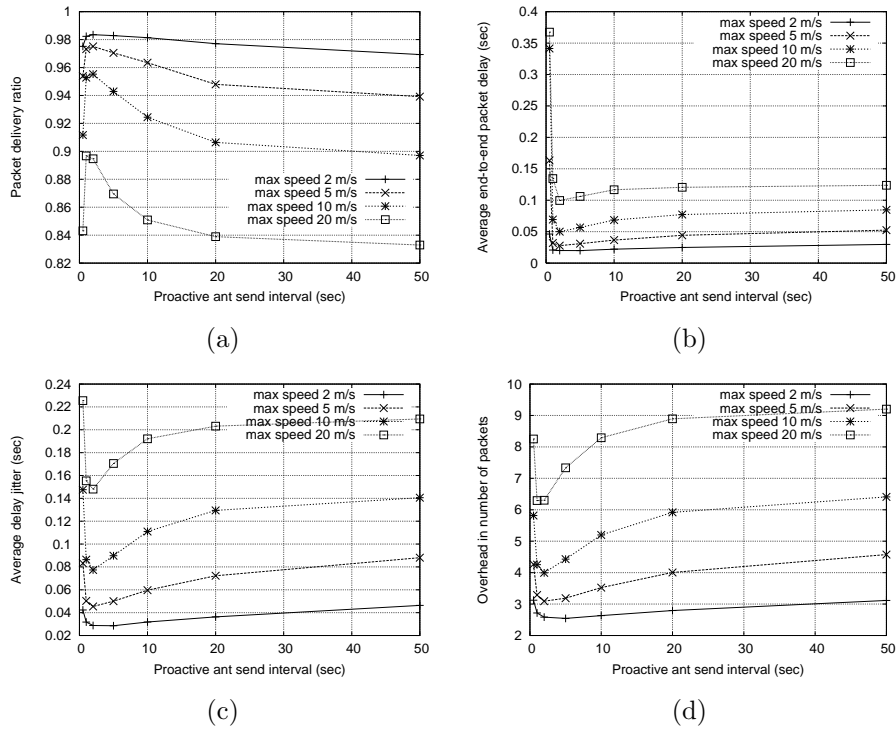 1
0.98
0.96
0.94
0.92
0.9
0.88
0.86
0.84
0.82
Packet delivery ratio
max speed 2 m/s
max speed 5 m/s
max speed 10 m/s
max speed 20 m/s
0 10 20 30 40 50
Proactive ant send interval (sec)
(a)
0.4
0.35
0.3
0.25
0.2
0.15
0.1
0.05
0
Average end-to-end packet delay (sec)
max speed 2 m/s
max speed 5 m/s
max speed 10 m/s
max speed 20 m/s
0 10 20 30 40 50
Proactive ant send interval (sec)
(b)
0.24
0.22
0.2
0.18
0.16
0.14
0.12
0.1
0.08
0.06
0.04
0.02
Average delay jitter (sec)
max speed 2 m/s
max speed 5 m/s
max speed 10 m/s
max speed 20 m/s
0 10 20 30 40 50
Proactive ant send interval (sec)
(c)
10
9
8
7
6
5
4
3
2
Overhead in number of packets
max speed 2 m/s
max speed 5 m/s
max speed 10 m/s
max speed 20 m/s
0 10 20 30 40 50
Proactive ant send interval (sec)
(d)